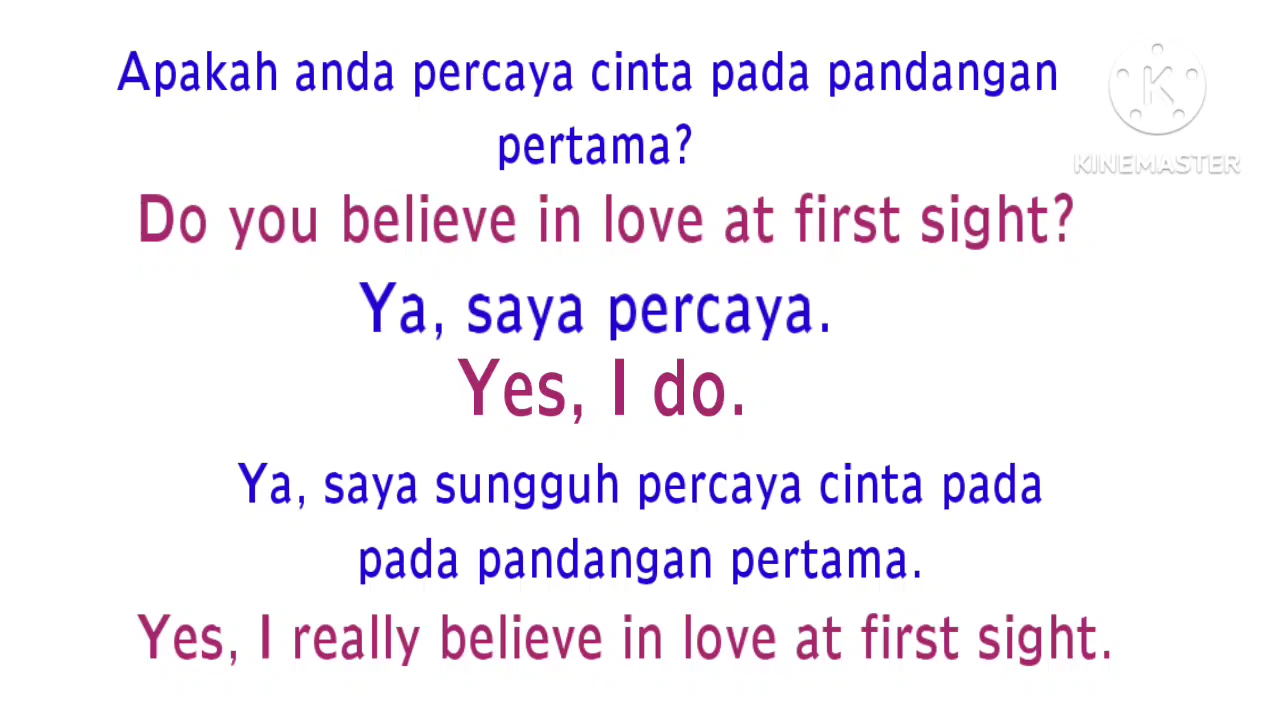 Apakah anda percaya cinta pada pandangan
pertama?
Do you believe in love at first sight?
Ya, saya percaya.
Yes, I do.
Ya, saya sungguh percaya cinta pada
pada pandangan pertama.
Yes, I really believe in love at first sight.
K
KINEMASTER